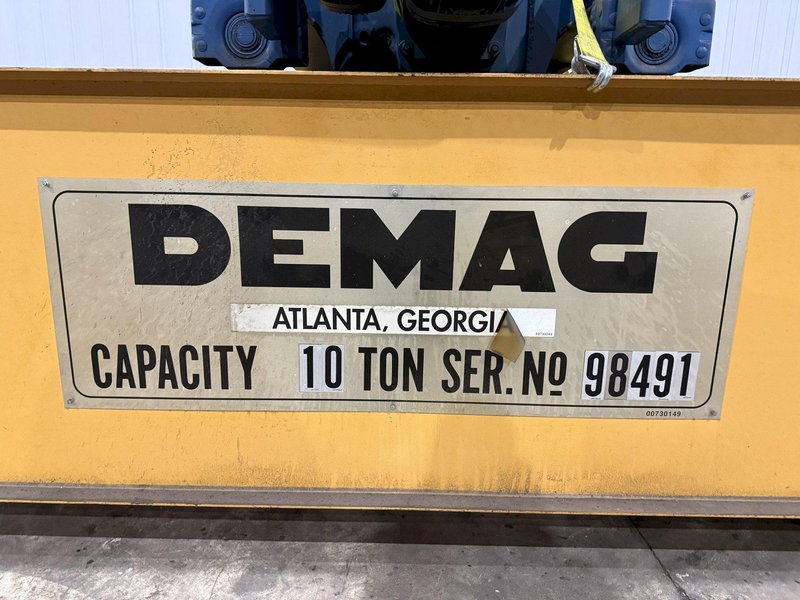 DEMAG
ATLANTA, GEORGIA
CAPACITY 10 TON SER. Nº 98491
00730149